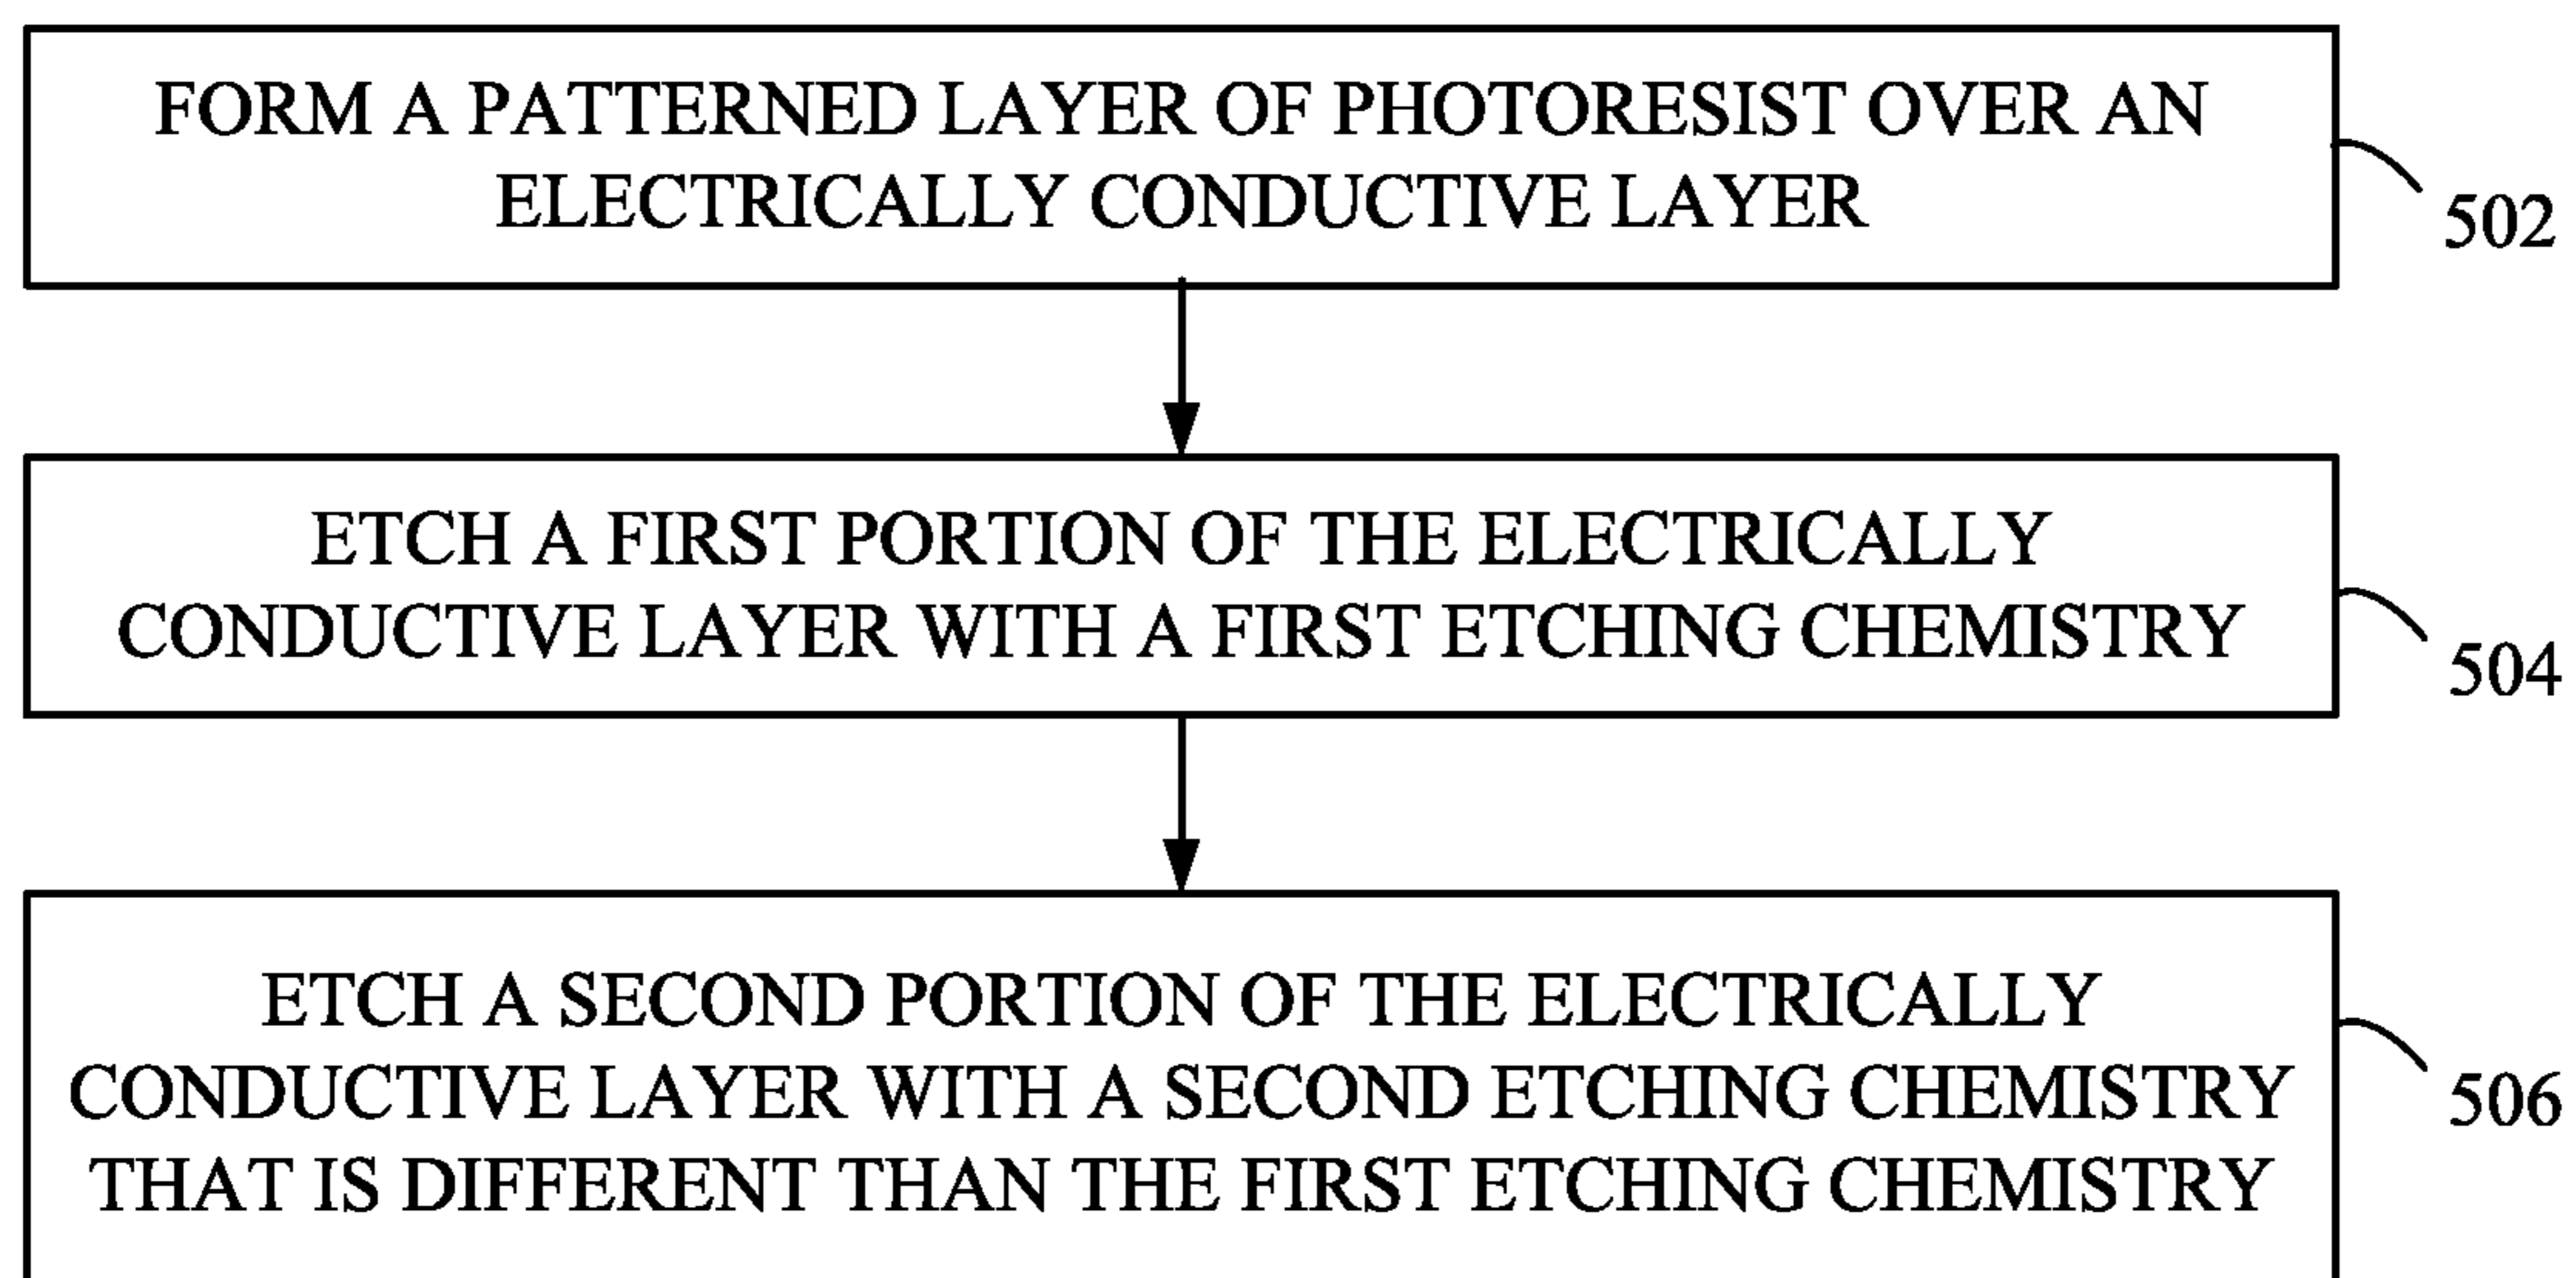 FORM A PATTERNED LAYER OF PHOTORESIST OVER AN
ELECTRICALLY CONDUCTIVE LAYER
502
ETCH A FIRST PORTION OF THE ELECTRICALLY
CONDUCTIVE LAYER WITH A FIRST ETCHING CHEMISTRY
504
ETCH A SECOND PORTION OF THE ELECTRICALLY
CONDUCTIVE LAYER WITH A SECOND ETCHING CHEMISTRY
THAT IS DIFFERENT THAN THE FIRST ETCHING CHEMISTRY
506